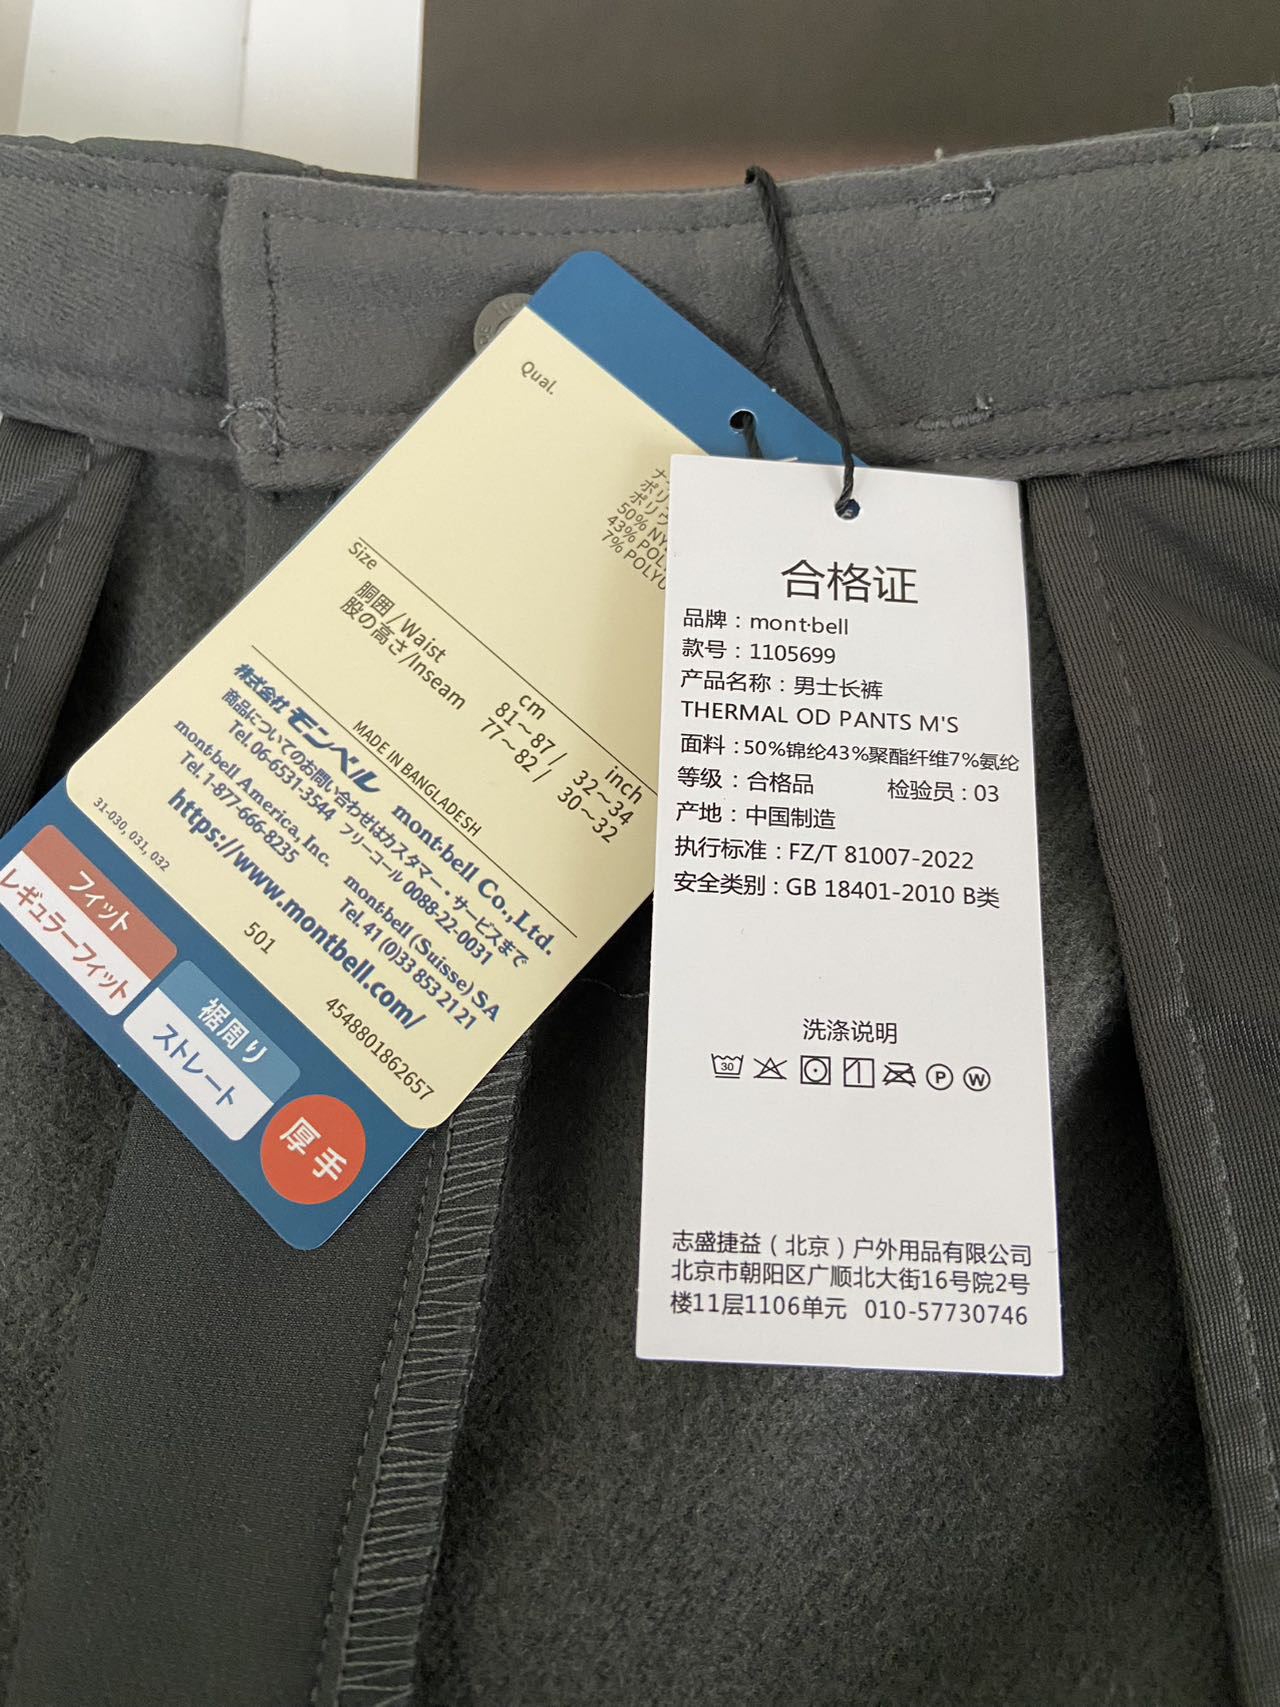 Qual.
50% NY
43% POL
7% POLYU
Size
cm
inch
胴囲/Waist 81～87/ 32～34
股の高さ/Inseam 77～82/ 30～32
MADE IN BANGLADESH
株式会社モンベル mont-bell Co.,Ltd.
商品についてのお問い合わせはカスタマー・サービスまで
Tel. 06-6531-3544 フリーコール 0088-22-0031
mont-bell America, Inc. mont-bell (Suisse) SA
Tel. 1-877-666-8235 Tel. 41 (0)33 853 2121
https://www.montbell.com/
31-030, 031, 032
501
4548801862657
フィット
レギュラーフィット
裾周り
ストレート
厚手
合格证
品牌：mont·bell
款号：1105699
产品名称：男士长裤
THERMAL OD PANTS M'S
面料：50%锦纶43%聚酯纤维7%氨纶
等级：合格品 检验员：03
产地：中国制造
执行标准：FZ/T 81007-2022
安全类别：GB 18401-2010 B类
洗涤说明
30
P
W
志盛捷益（北京）户外用品有限公司
北京市朝阳区广顺北大街16号院2号
楼11层1106单元 010-57730746